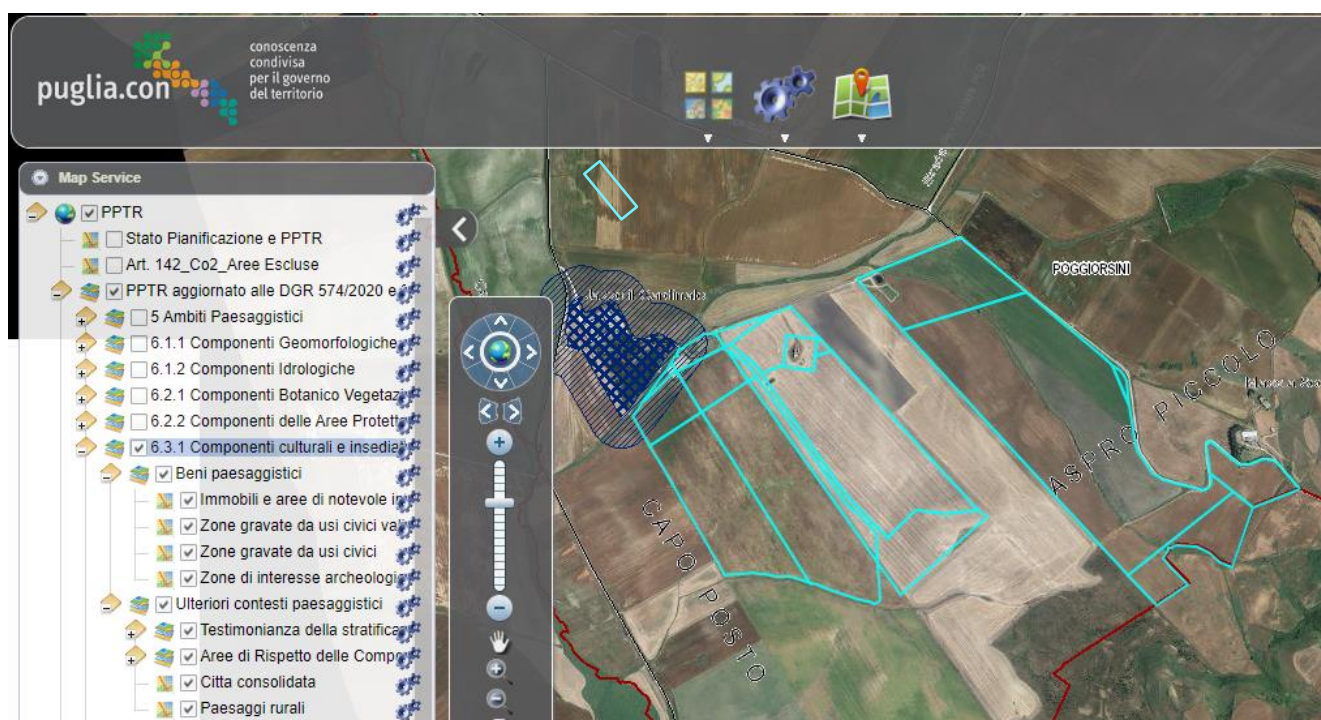 puglia.con
conoscenza
condivisa
per il governo
del territorio
Map Service
PPTR
Stato Pianificazione e PPTR
Art. 142_Co2_Aree Escluse
PPTR aggiornato alle DGR 574/2020 e
5 Ambiti Paesaggistici
6.1.1 Componenti Geomorfologiche
6.1.2 Componenti Idrologiche
6.2.1 Componenti Botanico Vegetaz
6.2.2 Componenti delle Aree Protett
6.3.1 Componenti culturali e insedia
Beni paesaggistici
Immobili e aree di notevole in
Zone gravate da usi civici va
Zone gravate da usi civici
Zone di interesse archeologi
Ulteriori contesti paesaggistici
Testimonianza della stratifica
Aree di Rispetto delle Compo
Citta consolidata
Paesaggi rurali
POGGIORSINI
ASPRO PICCOLO
CAPO POSTO